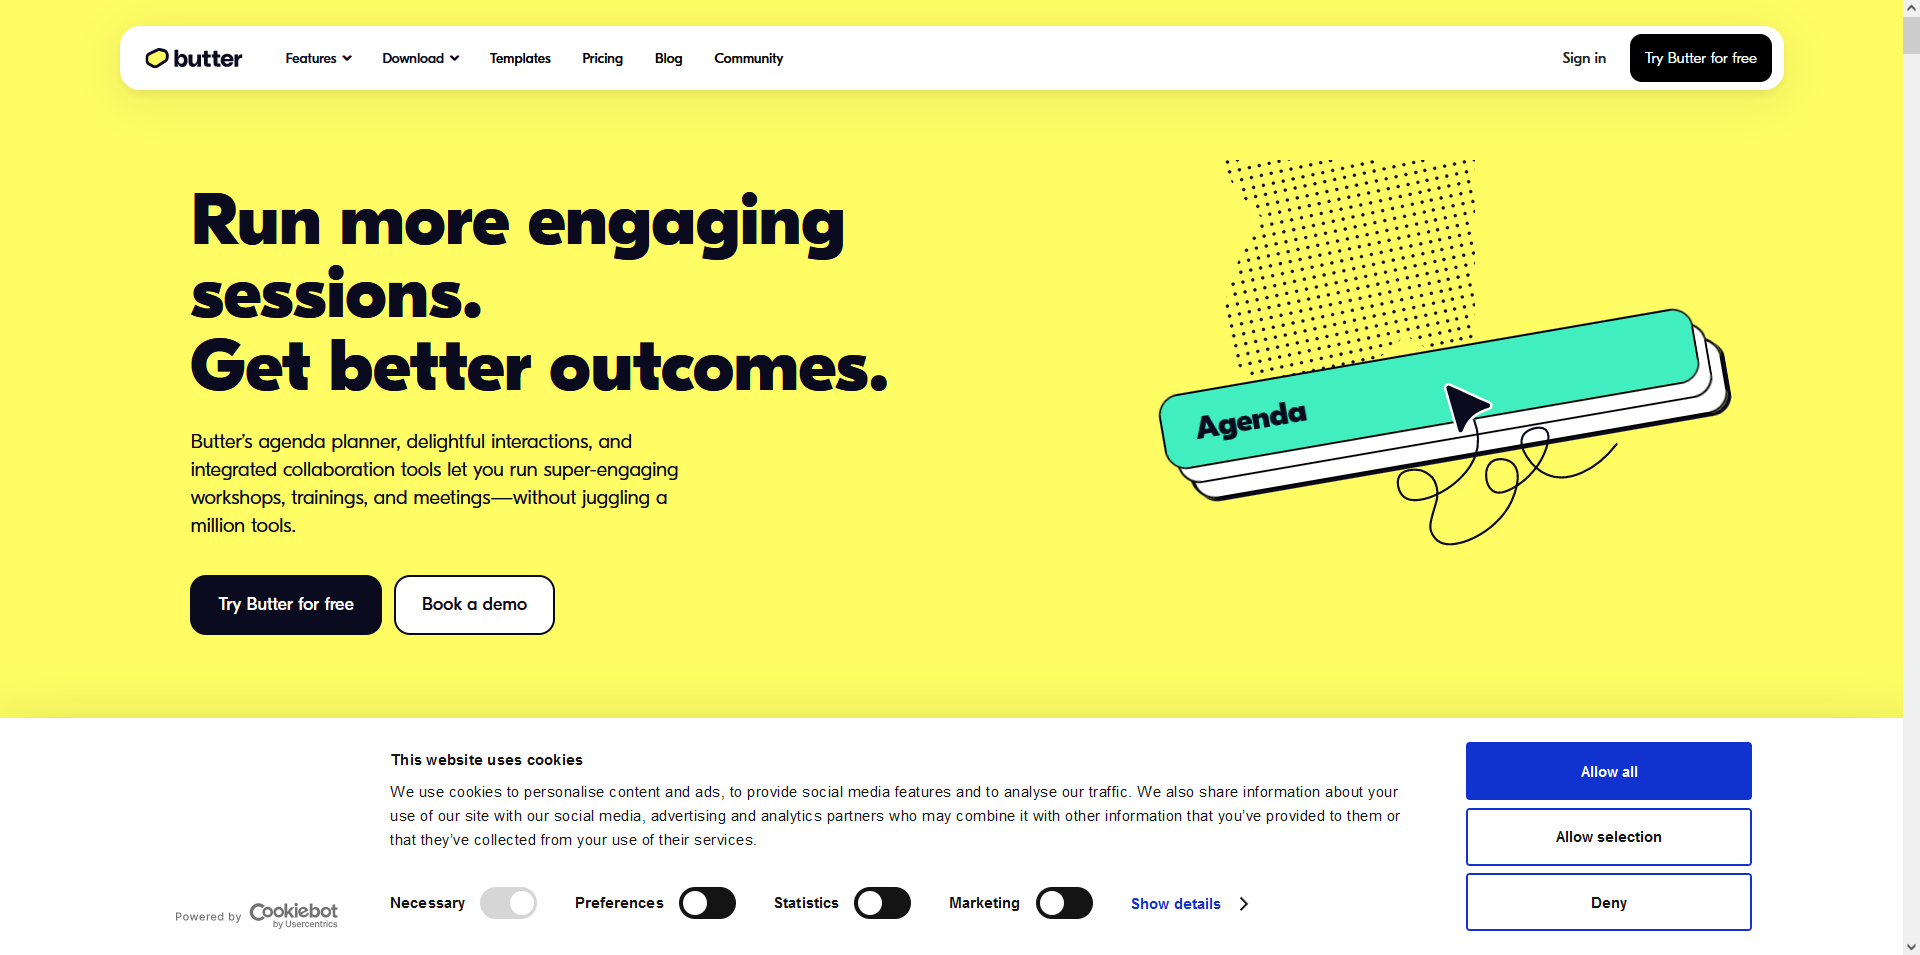 butter
Features
Download
Templates
Pricing
Blog
Community
Sign in
Try Butter for free
Run more engaging
sessions.
Get better outcomes.
Butter's agenda planner, delightful interactions, and
integrated collaboration tools let you run super-engaging
workshops, trainings, and meetings—without juggling a
million tools.
Try Butter for free
Book a demo
Agenda
This website uses cookies
We use cookies to personalise content and ads, to provide social media features and to analyse our traffic. We also share information about your
use of our site with our social media, advertising and analytics partners who may combine it with other information that you've provided to them or
that they've collected from your use of their services.
Necessary
Preferences
Statistics
Marketing
Show details
Allow all
Allow selection
Deny
Powered by
Cookiebot
by Usercentrics